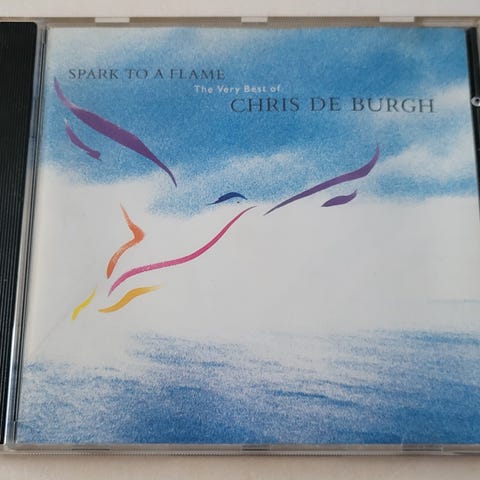 SPARK TO A FLAME
The Very Best of
CHRIS DE BURGH